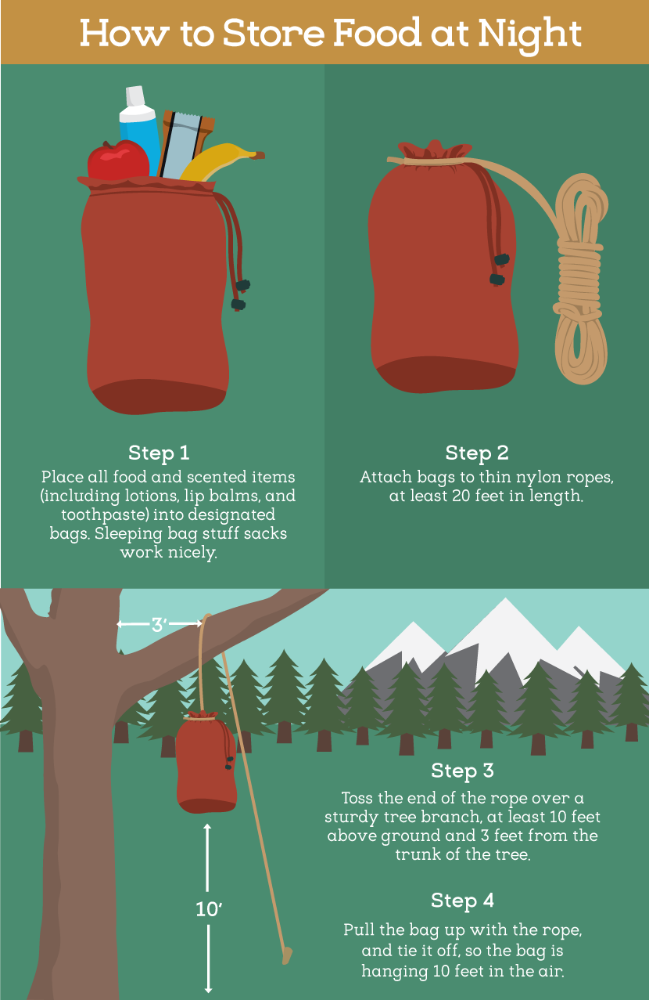 How to Store Food at Night
Step 1
Place all food and scented items
(including lotions, lip balms, and
toothpaste) into designated
bags. Sleeping bag stuff sacks
work nicely.
Step 2
Attach bags to thin nylon ropes,
at least 20 feet in length.
3'
10'
Step 3
Toss the end of the rope over a
sturdy tree branch, at least 10 feet
above ground and 3 feet from the
trunk of the tree.
Step 4
Pull the bag up with the rope,
and tie it off, so the bag is
hanging 10 feet in the air.